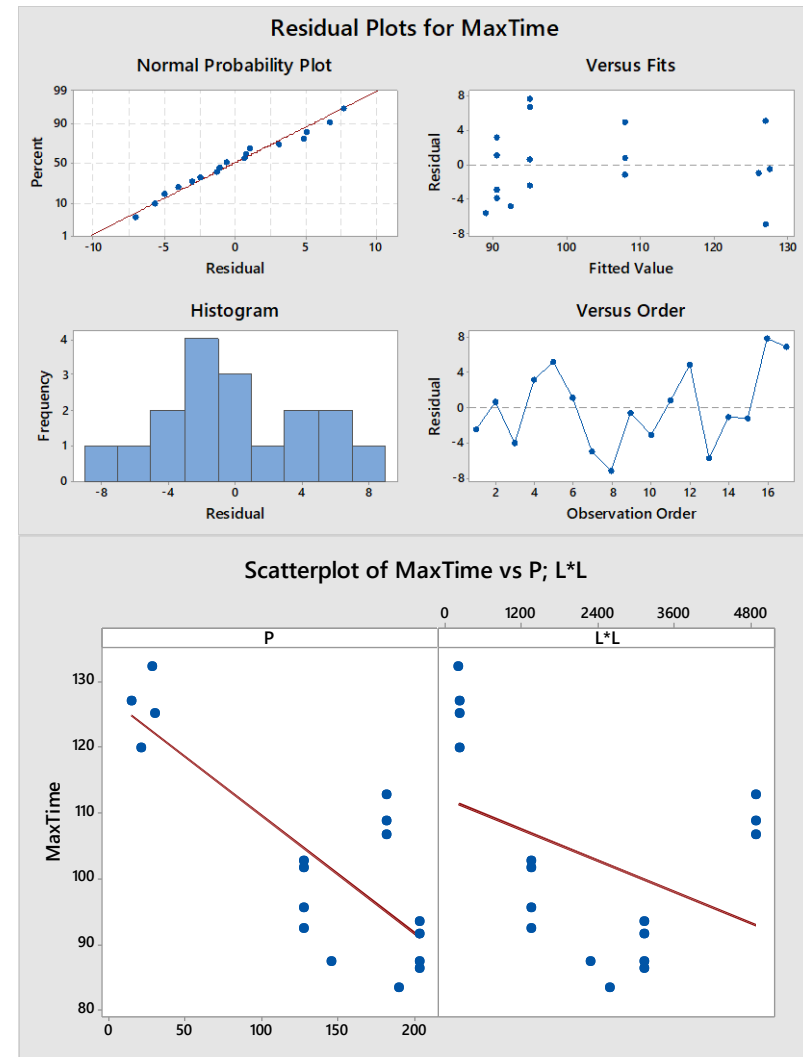 Residual Plots for MaxTime
Normal Probability Plot
99
90
50
10
1
Percent
-10 -5 0 5 10
Residual
Versus Fits
8
4
0
-4
-8
Residual
90 100 110 120 130
Fitted Value
Histogram
4
3
2
1
0
Frequency
-8 -4 0 4 8
Residual
Versus Order
8
4
0
-4
-8
Residual
2 4 6 8 10 12 14 16
Observation Order
Scatterplot of MaxTime vs P; L*L
0 1200 2400 3600 4800
P L*L
130
120
110
100
90
80
MaxTime
0 50 100 150 200